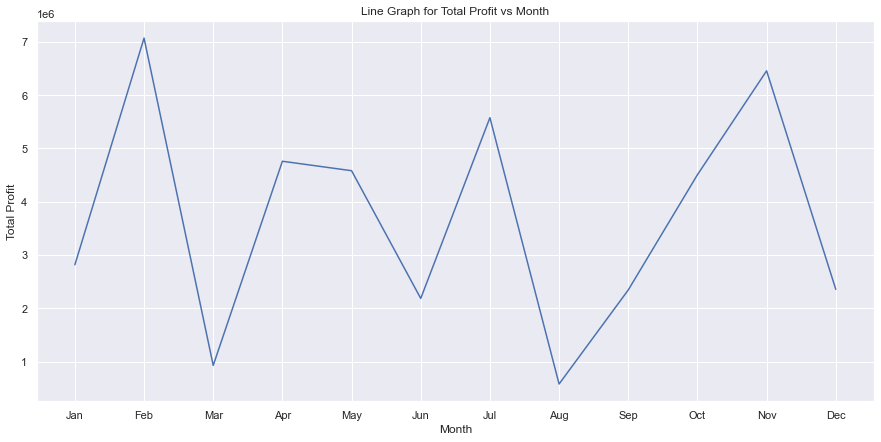 Line Graph for Total Profit vs Month
1e6
7
6
5
4
3
2
1
Total Profit
Jan Feb Mar Apr May Jun Jul Aug Sep Oct Nov Dec
Month